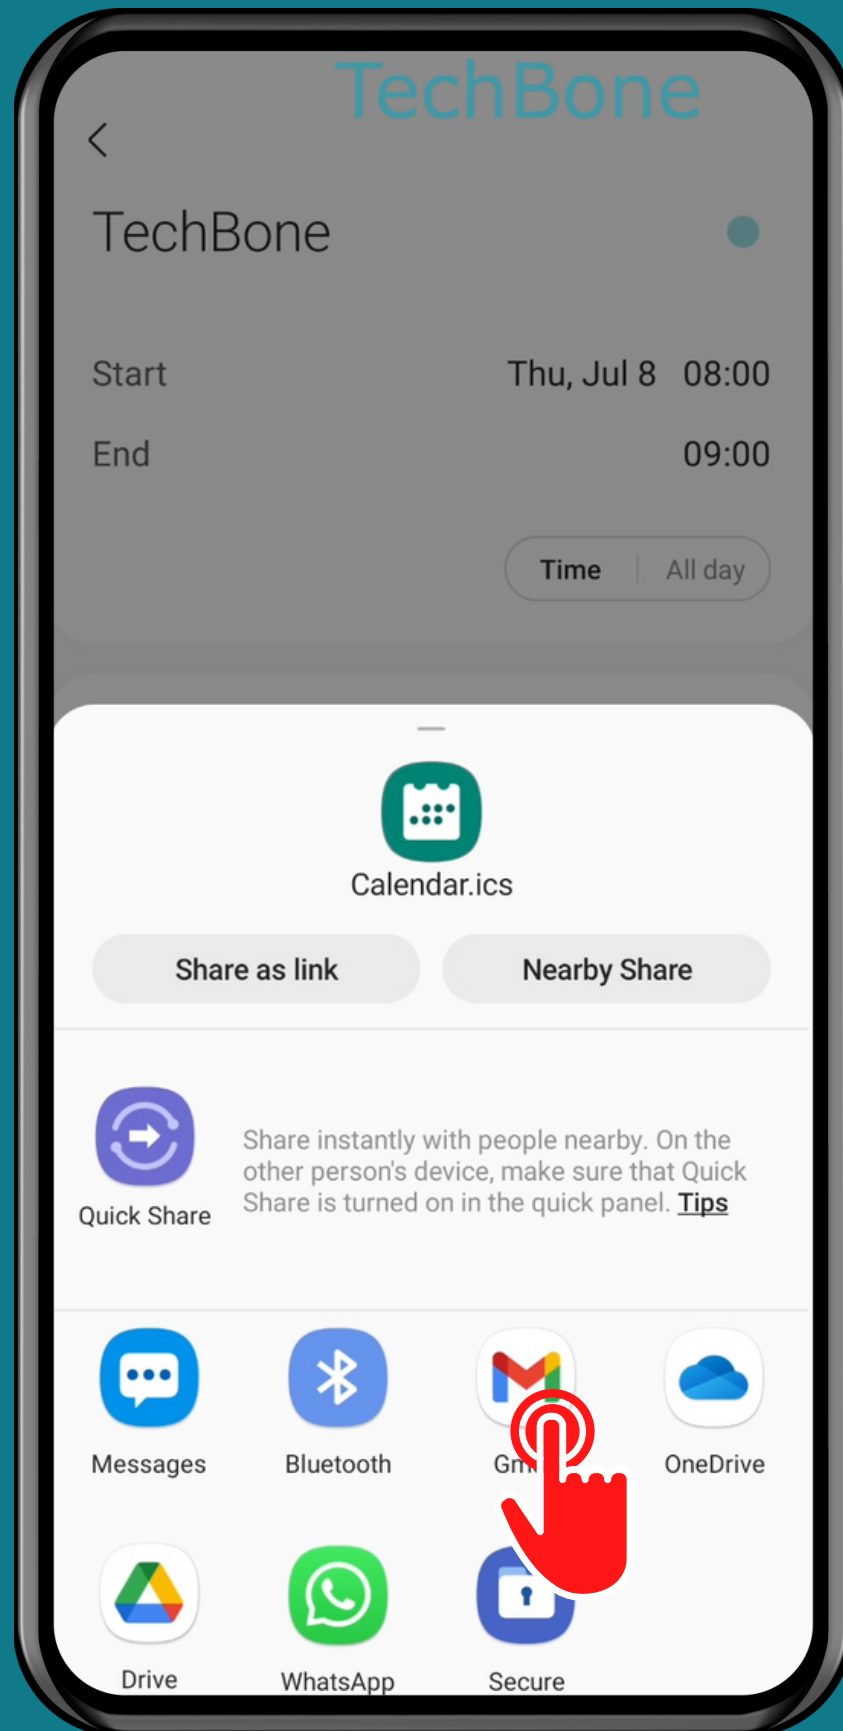 TechBone
TechBone
Start Thu, Jul 8 08:00
End 09:00
Time All day
Calendar.ics
Share as link Nearby Share
Share instantly with people nearby. On the
other person's device, make sure that Quick
Share is turned on in the quick panel. Tips
Quick Share
Messages Bluetooth OneDrive
Drive WhatsApp Secure